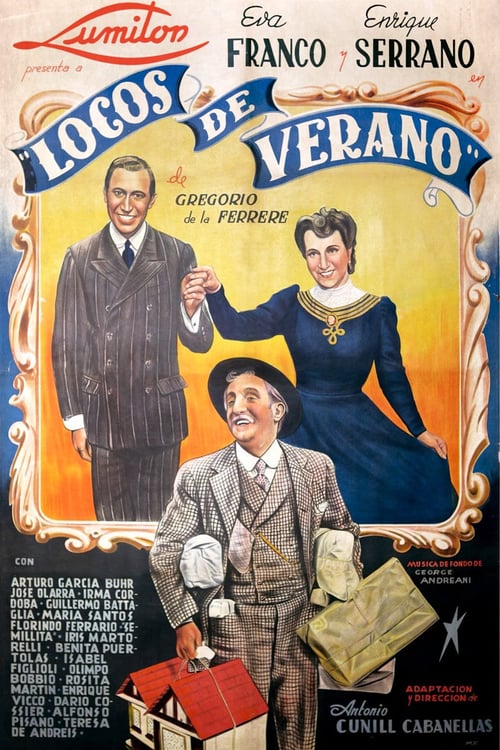 Lumiton
presenta a
Eva
FRANCO y
Enrique
SERRANO
en
"LOCOS DE VERANO"
de
GREGORIO
de la FERRERE
CON
ARTURO GARCIA BUHR
JOSE OLARRA · IRMA COR-
DOBA · GUILLERMO BATTA-
GLIA · MARIA SANTOS
FLORINDO FERRARIO "SE-
MILLITA" · IRIS MARTO-
RELLI · BENITA PUER-
TOLAS · ISABEL
FIGLIOLI · OLIMPO
BOBBIO · ROSITA
MARTIN · ENRIQUE
VICCO · DARIO CO-
SSIER · ALFONSO
PISANO · TERESA
DE ANDREIS ·
MUSICA DE FONDO DE
GEORGE
ANDREANI
ADAPTACION
Y DIRECCION de
Antonio
CUNILL CABANELLAS